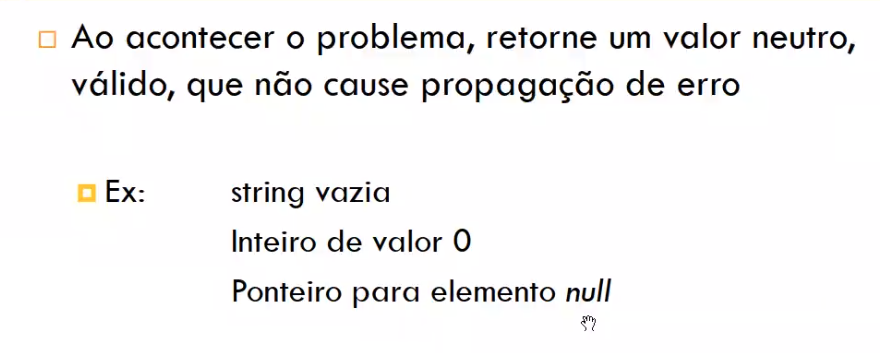 Ao acontecer o problema, retorne um valor neutro,
válido, que não cause propagação de erro
Ex: string vazia
Inteiro de valor 0
Ponteiro para elemento null